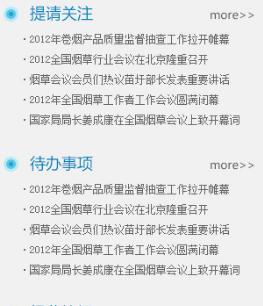 提请关注 more>>
·2012年卷烟产品质量监督抽查工作拉开帷幕
·2012全国烟草行业会议在北京隆重召开
·烟草会议会员们热议苗圩部长发表重要讲话
·2012年全国烟草工作者工作会议圆满闭幕
·国家局局长姜成康在全国烟草会议上致开幕词
待办事项 more>>
·2012年卷烟产品质量监督抽查工作拉开帷幕
·2012全国烟草行业会议在北京隆重召开
·烟草会议会员们热议苗圩部长发表重要讲话
·2012年全国烟草工作者工作会议圆满闭幕
·国家局局长姜成康在全国烟草会议上致开幕词